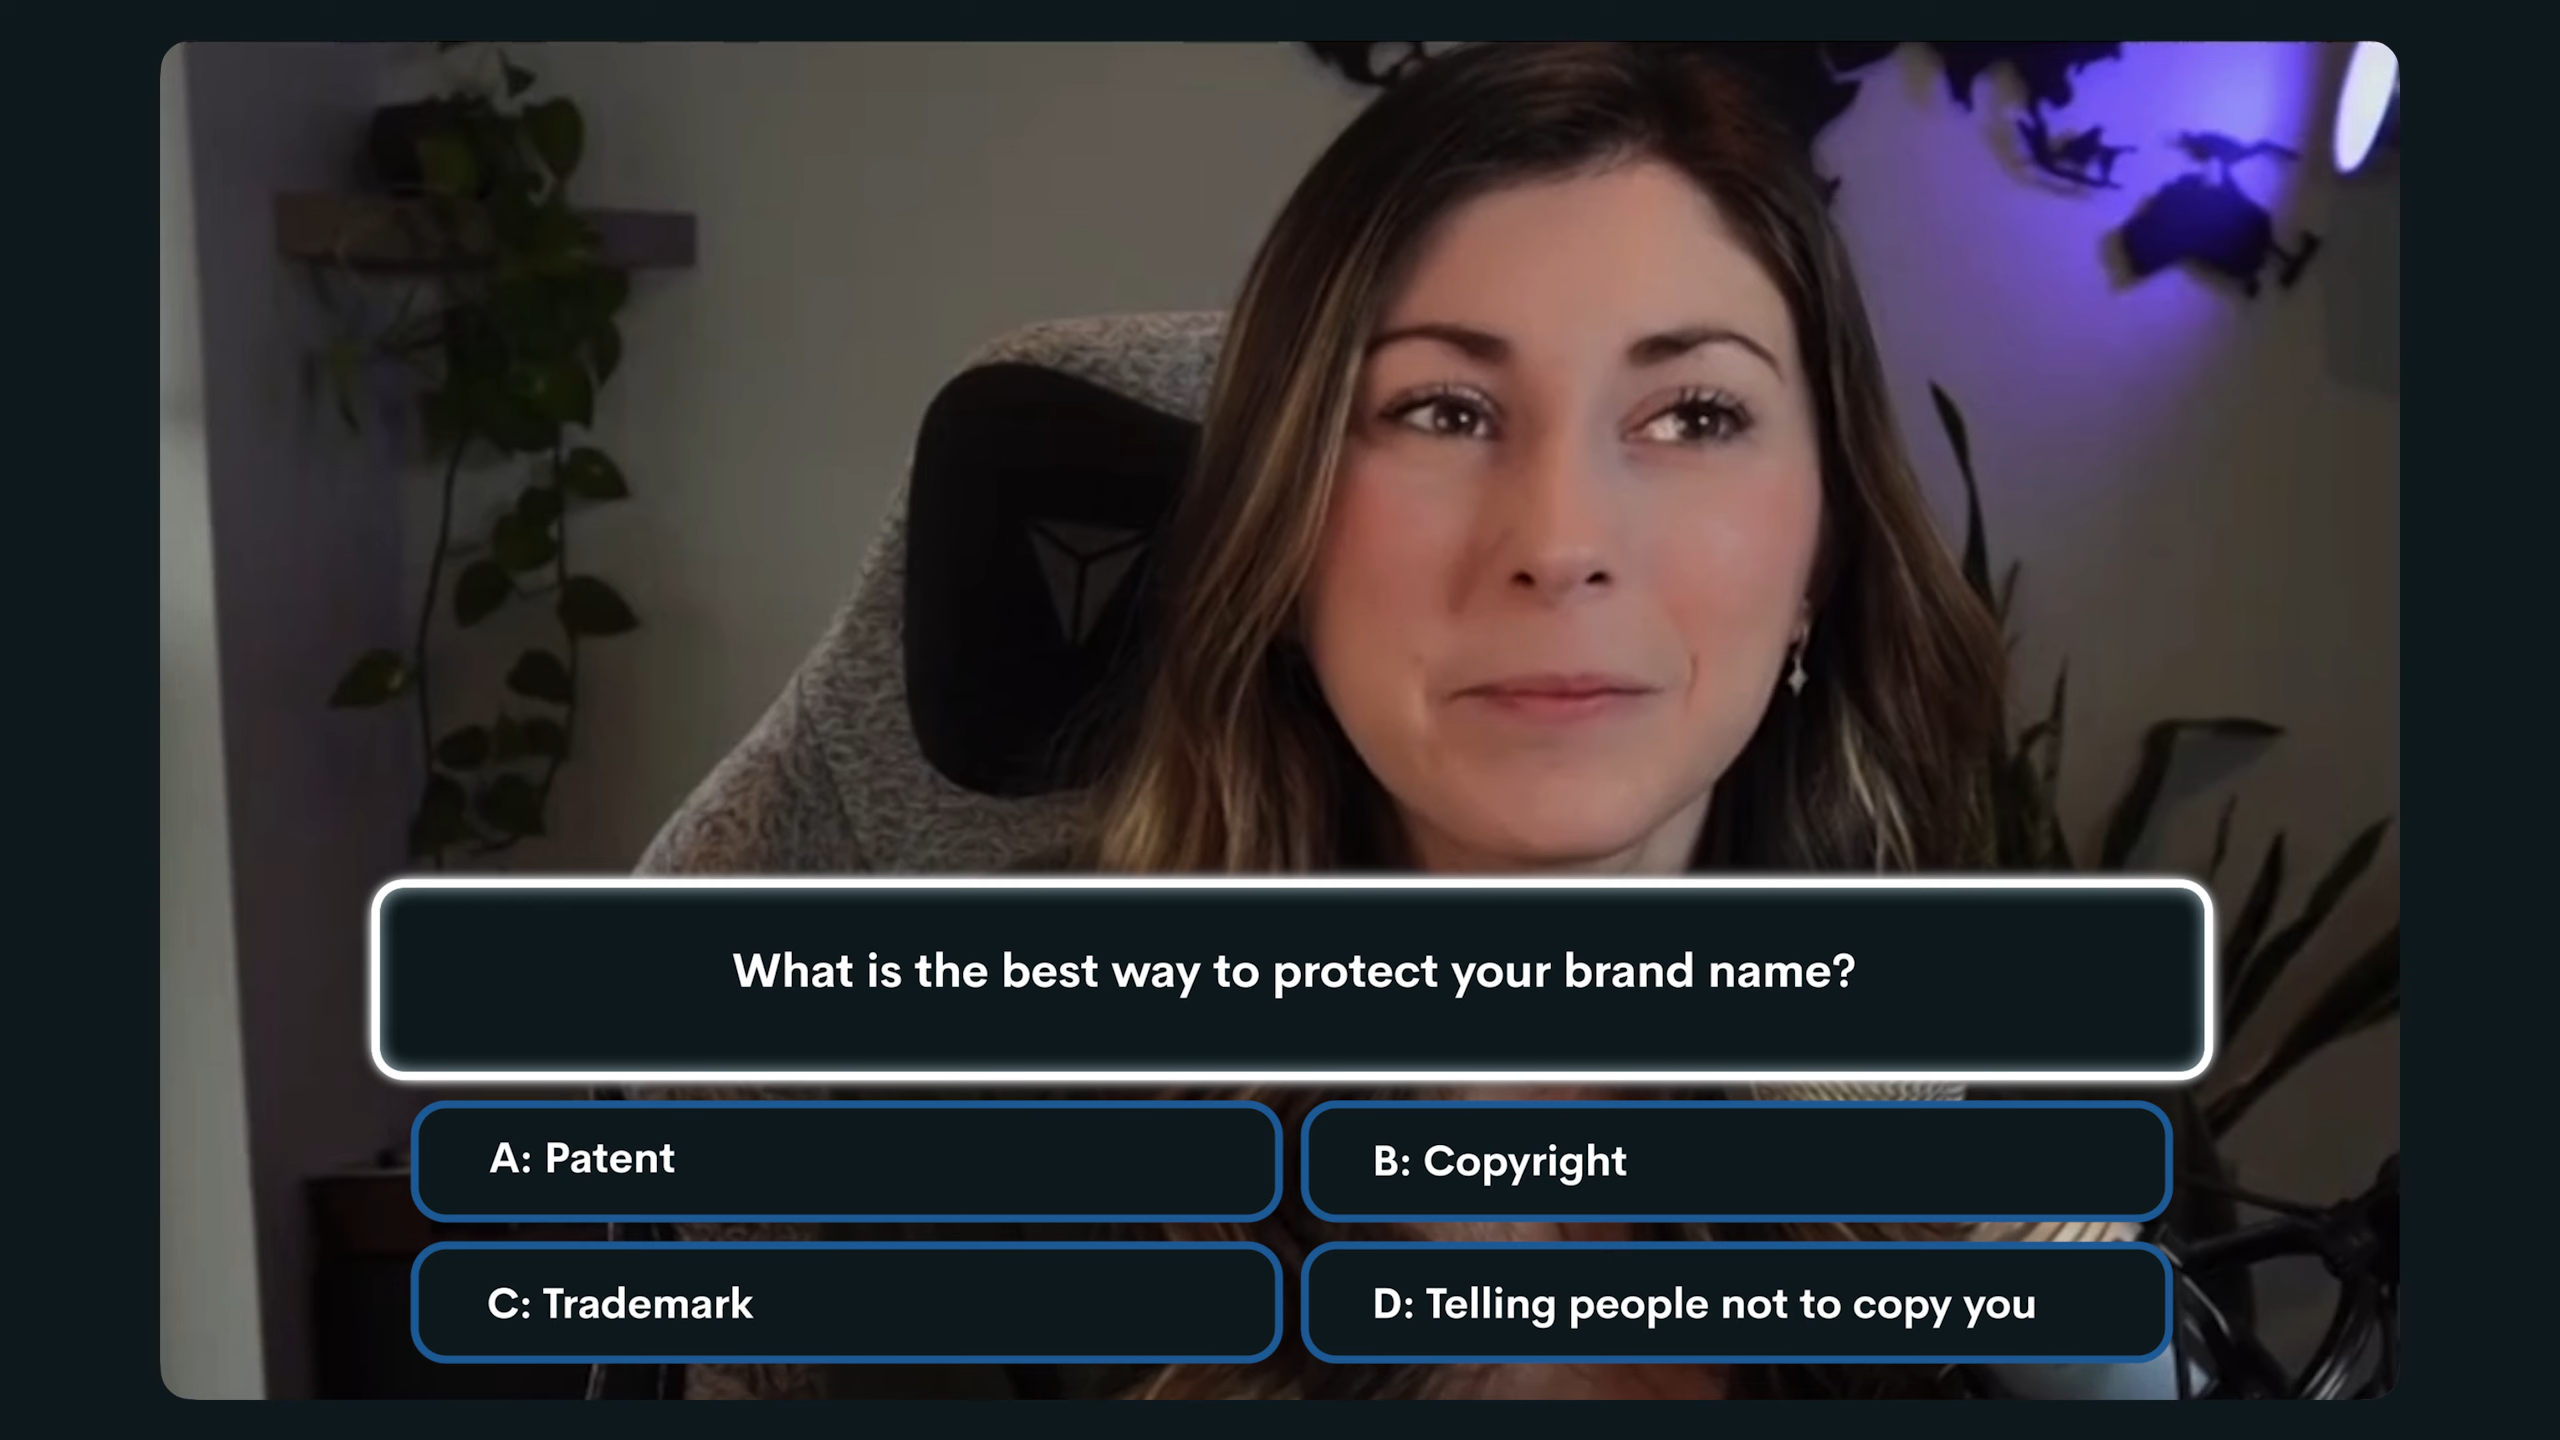 What is the best way to protect your brand name?
A: Patent
B: Copyright
C: Trademark
D: Telling people not to copy you